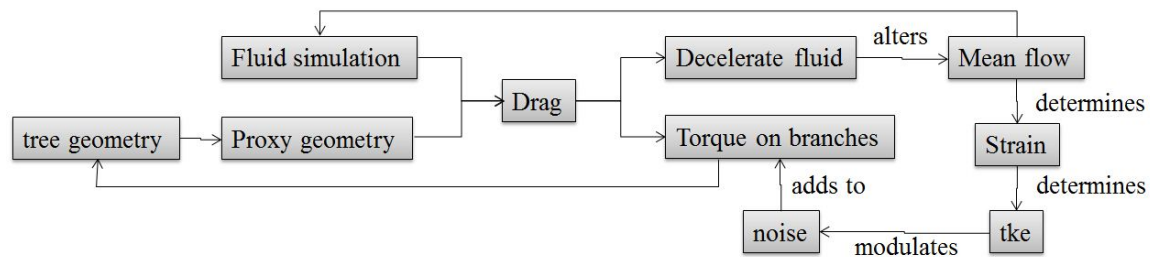 alters
Fluid simulation
Decelerate fluid
Mean flow
Drag
determines
tree geometry
Proxy geometry
Torque on branches
Strain
adds to
determines
noise
tke
modulates